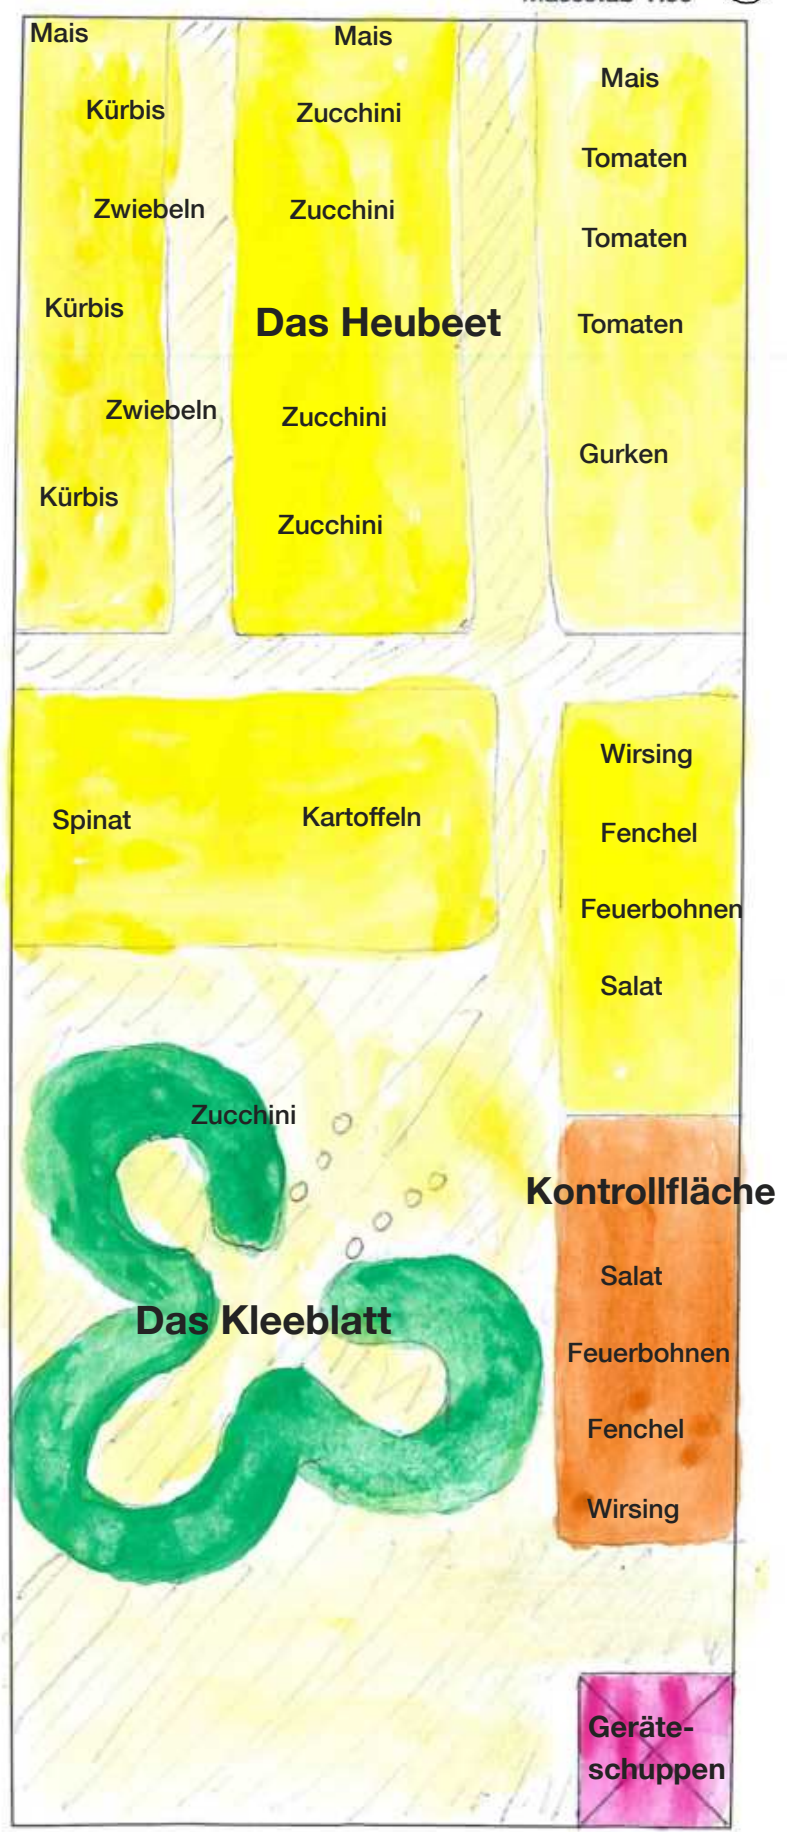 Mais
Kürbis
Zwiebeln
Kürbis
Zwiebeln
Kürbis
Mais
Zucchini
Zucchini
Das Heubeet
Zucchini
Zucchini
Mais
Tomaten
Tomaten
Tomaten
Gurken
Spinat
Kartoffeln
Wirsing
Fenchel
Feuerbohnen
Salat
Zucchini
Das Kleeblatt
Kontrollfläche
Salat
Feuerbohnen
Fenchel
Wirsing
Geräte-
schuppen